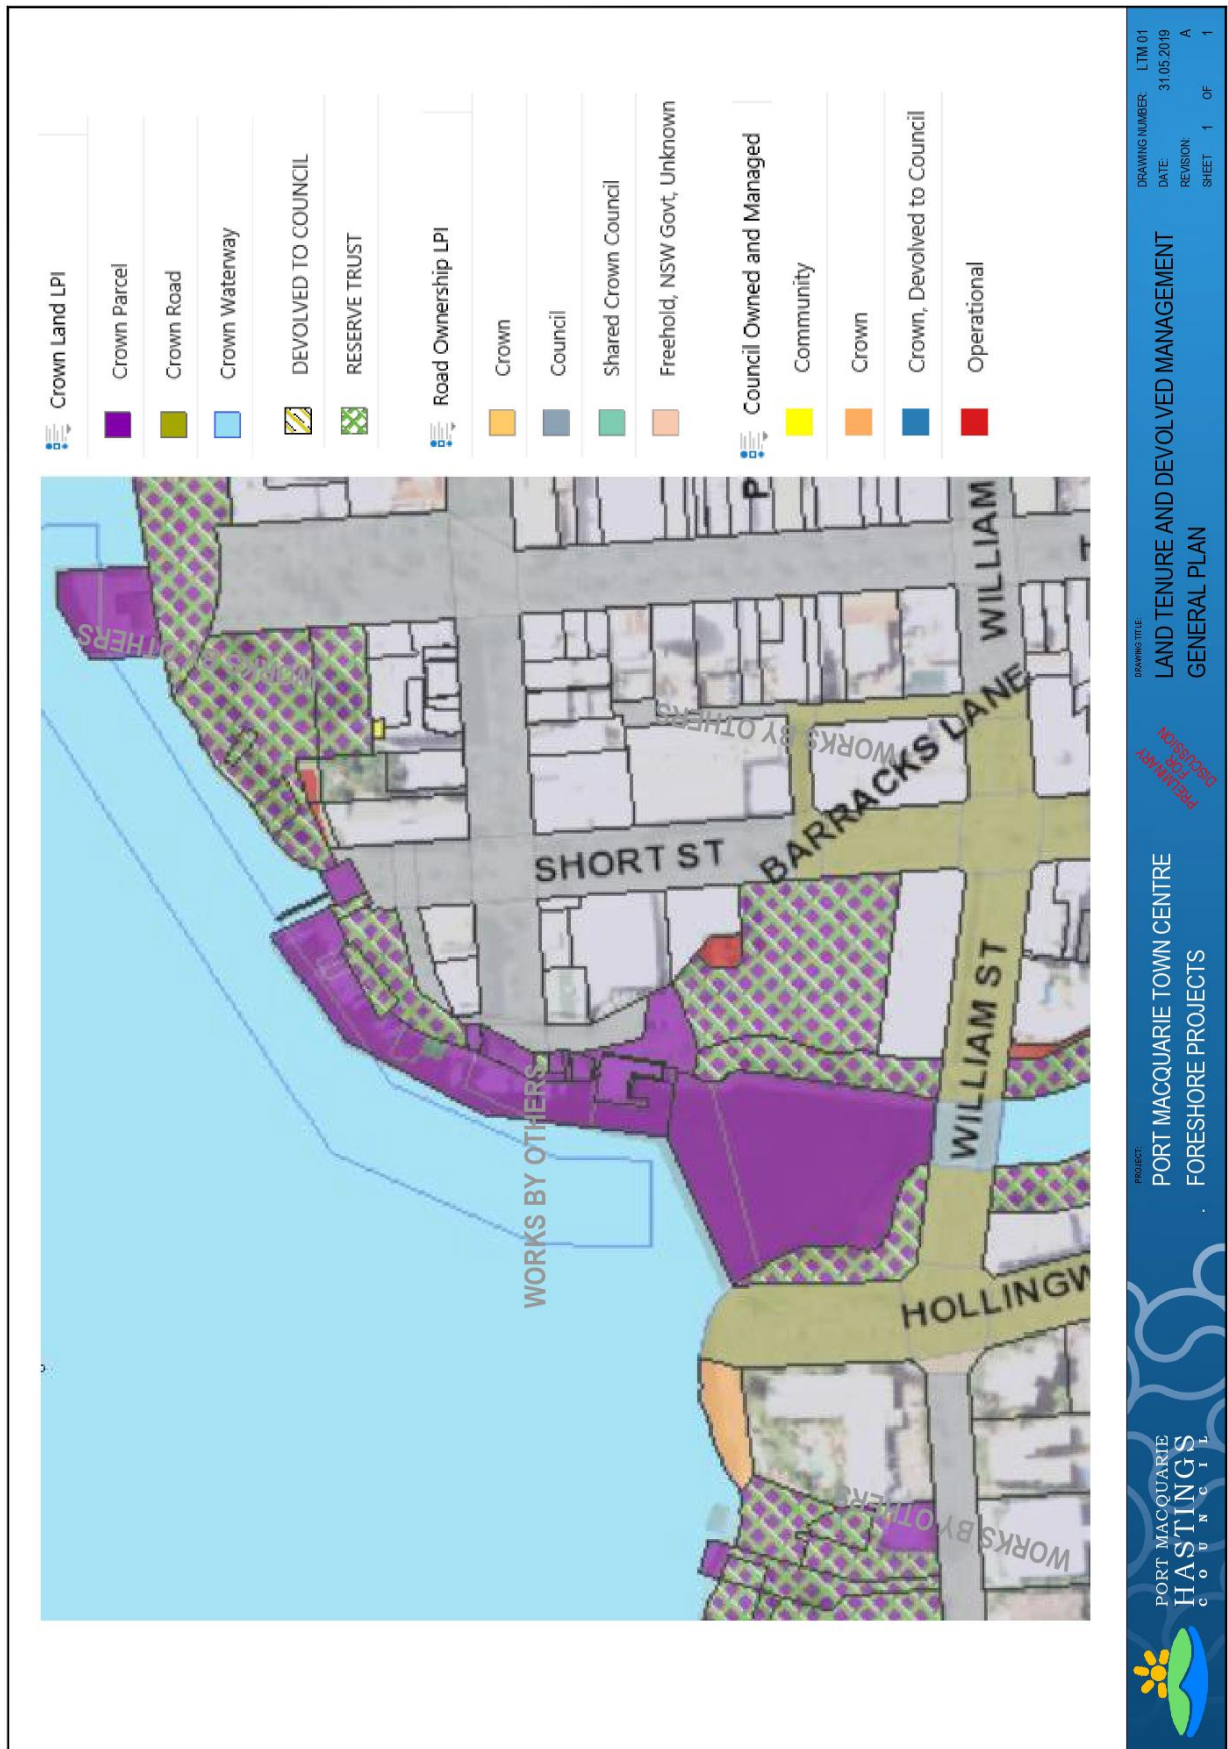 Crown Land LPI
Crown Parcel
Crown Road
Crown Waterway
DEVOLVED TO COUNCIL
RESERVE TRUST
Road Ownership LPI
Crown
Council
Shared Crown Council
Freehold, NSW Govt, Unknown
Council Owned and Managed
Community
Crown
Crown, Devolved to Council
Operational
WORKS BY OTHERS
WORKS BY OTHERS
WORKS BY OTHERS
WORKS BY OTHERS
SHORT ST
BARRACKS LANE
WILLIAM
WILLIAM ST
HOLLINGW
P
PORT MACQUARIE
HASTINGS
COUNCIL
PROJECT:
PORT MACQUARIE TOWN CENTRE
FORESHORE PROJECTS
PRELIMINARY
FOR
DISCUSSION
DRAWING TITLE:
LAND TENURE AND DEVOLVED MANAGEMENT
GENERAL PLAN
DRAWING NUMBER: LTM 01
DATE: 31.05.2019
REVISION: A
SHEET 1 OF 1